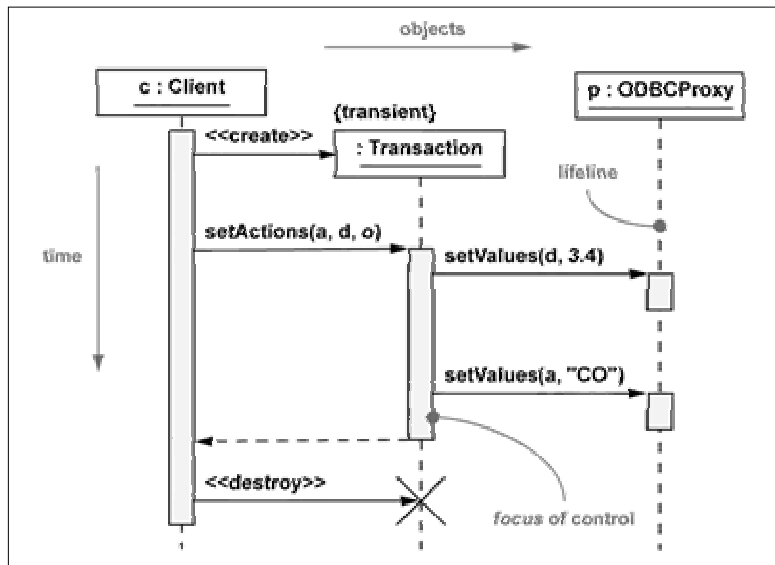 objects
c : Client
p : ODBCProxy
{transient}
<<create>>
: Transaction
lifeline
setActions(a, d, o)
setValues(d, 3.4)
time
setValues(a, "CO")
<<destroy>>
focus of control